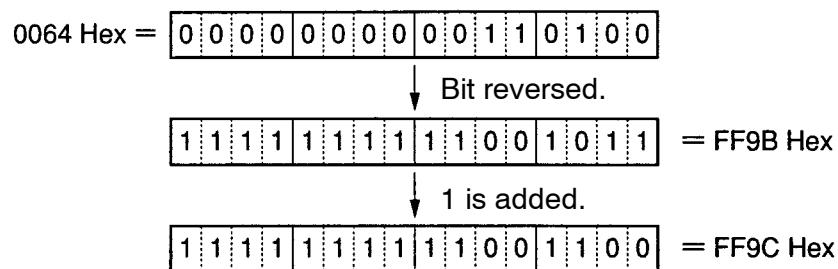 0064 Hex = 0 0 0 0 0 0 0 0 0 0 1 1 0 1 0 0
Bit reversed.
1 1 1 1 1 1 1 1 1 1 0 0 1 0 1 1 = FF9B Hex
1 is added.
1 1 1 1 1 1 1 1 1 1 0 0 1 1 0 0 = FF9C Hex